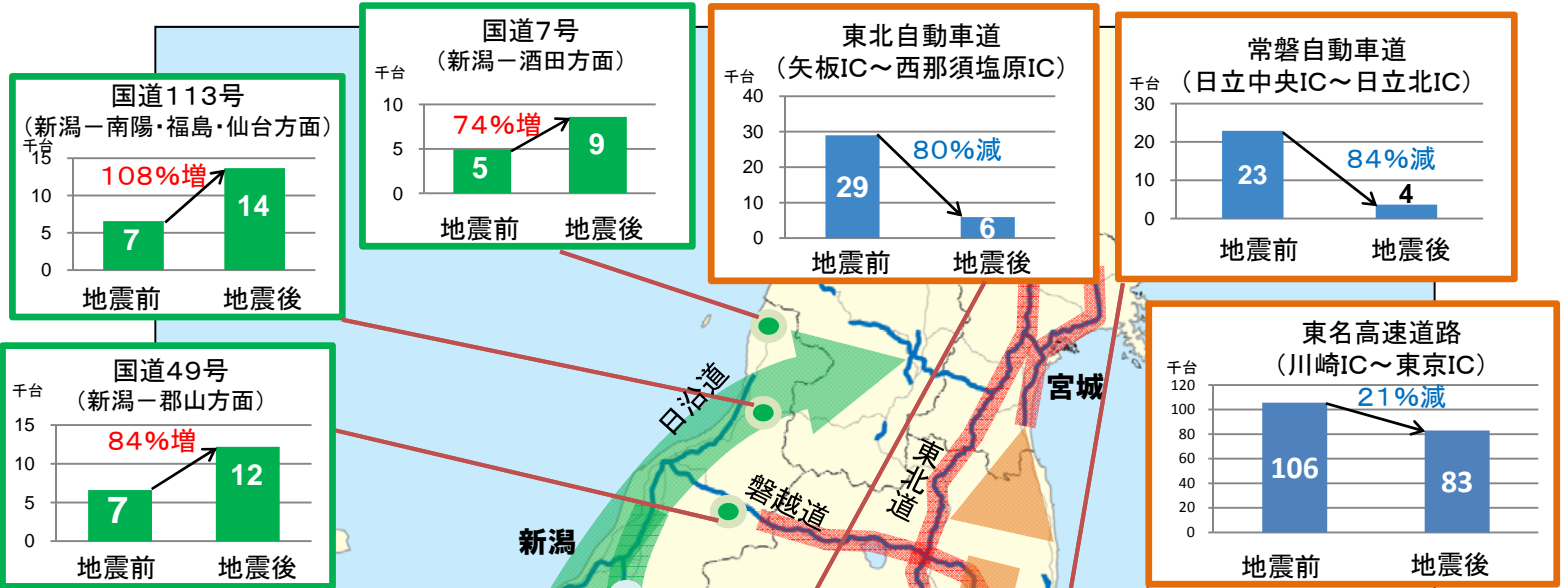 国道113号
(新潟－南陽・福島・仙台方面)
千台
15
10
5
0
108%増
7
14
地震前
地震後
国道7号
(新潟－酒田方面)
千台
10
5
0
74%増
5
9
地震前
地震後
東北自動車道
(矢板IC～西那須塩原IC)
千台
40
30
20
10
0
80%減
29
6
地震前
地震後
常磐自動車道
(日立中央IC～日立北IC)
千台
30
20
10
0
84%減
23
4
地震前
地震後
国道49号
(新潟－郡山方面)
千台
15
10
5
0
84%増
7
12
地震前
地震後
東名高速道路
(川崎IC～東京IC)
千台
120
100
80
60
40
20
0
21%減
106
83
地震前
地震後
日沿道
宮城
東北道
磐越道
新潟